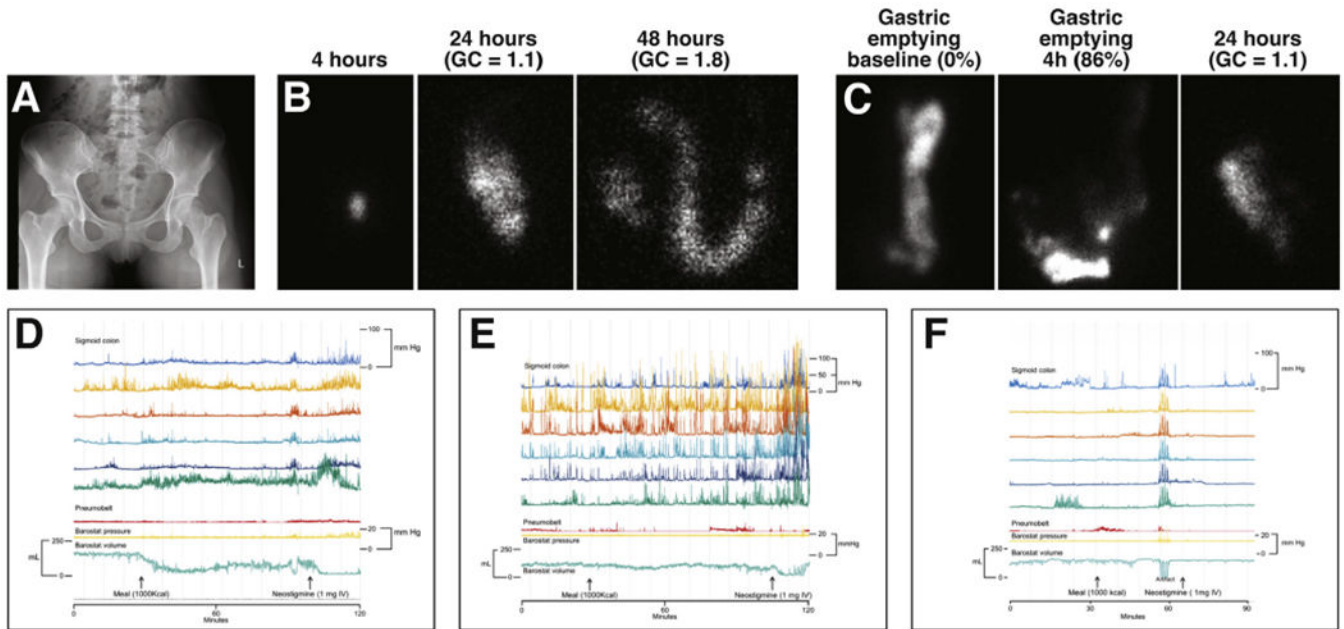 A
4 hours
B
24 hours
(GC = 1.1)
48 hours
(GC = 1.8)
Gastric
emptying
baseline (0%)
C
Gastric
emptying
4h (86%)
24 hours
(GC = 1.1)
L
D
Sigmoid colon
100
0
mm Hg
Pneumobelt
Barostat pressure
20
0
mm Hg
Barostat volume
250
mL
0
Meal (1000Kcal)
Neostigmine (1 mg IV)
0
60
120
Minutes
E
Sigmoid colon
100
50
0
mm Hg
Pneumobelt
Barostat pressure
20
0
mmHg
250
mL
0
Barostat volume
Meal (1000Kcal)
Neostigmine (1 mg IV)
0
60
120
Minutes
F
Sigmoid colon
100
0
mm Hg
Pneumobelt
Barostat pressure
20
0
mm Hg
Barostat volume
250
mL
0
Artifact
Meal (1000 kcal)
Neostigmine ( 1mg IV)
0
30
60
90
Minutes